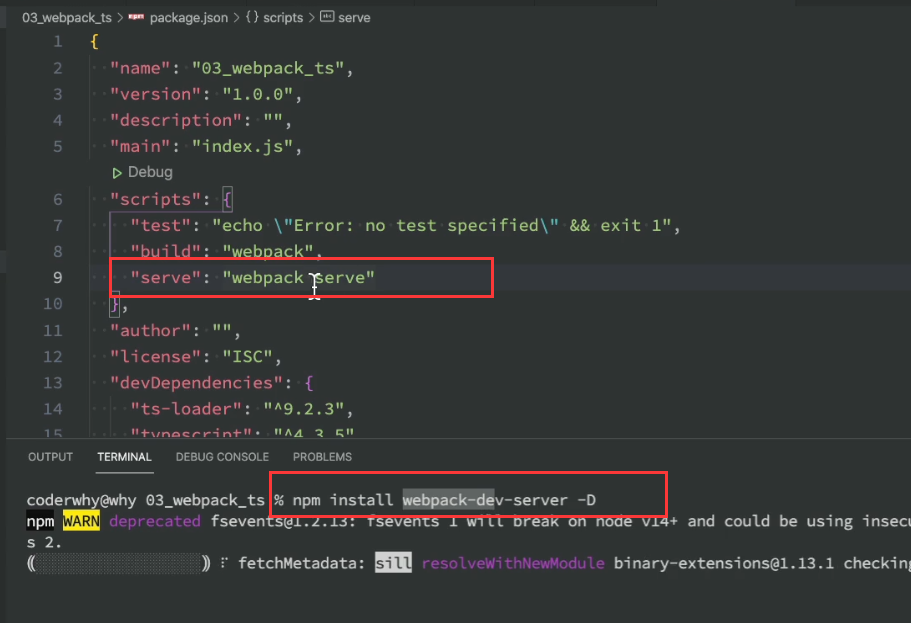 03_webpack_ts > package.json > {} scripts > serve
1 {
2 "name": "03_webpack_ts",
3 "version": "1.0.0",
4 "description": "",
5 "main": "index.js",
Debug
6 "scripts": {
7 "test": "echo \"Error: no test specified\" && exit 1",
8 "build": "webpack",
9 "serve": "webpack serve"
10 },
11 "author": "",
12 "license": "ISC",
13 "devDependencies": {
14 "ts-loader": "^9.2.3",
15 "typescript": "^4.3.5"
OUTPUT TERMINAL DEBUG CONSOLE PROBLEMS
coderwhy@why 03_webpack_ts % npm install webpack-dev-server -D
npm WARN deprecated fsevents@1.2.13: fsevents 1 will break on node v14+ and could be using insecu
s 2.
(( )) ⠏ fetchMetadata: sill resolveWithNewModule binary-extensions@1.13.1 checking